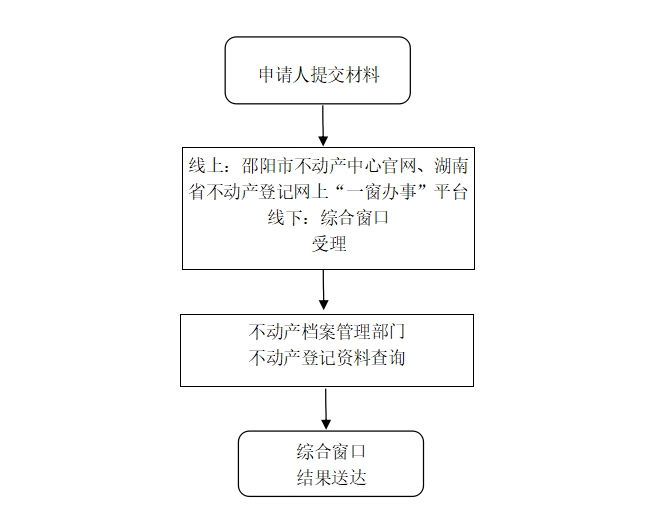 申请人提交材料
线上：邵阳市不动产中心官网、湖南
省不动产登记网上“一窗办事”平台
线下：综合窗口
受理
不动产档案管理部门
不动产登记资料查询
综合窗口
结果送达